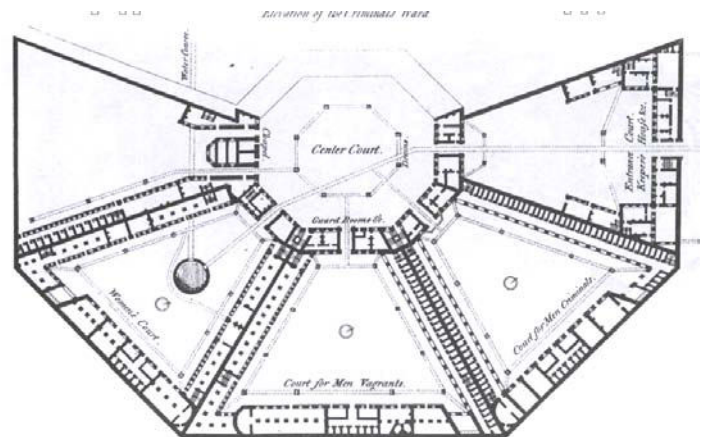 Elevation of the Criminals Ward.
Water Course.
Chapel
Center Court.
Court
House &c.
Entrance
Keepers
Guard Rooms &c.
Women's Court.
Court for Men Vagrants.
Court for Men Criminals.